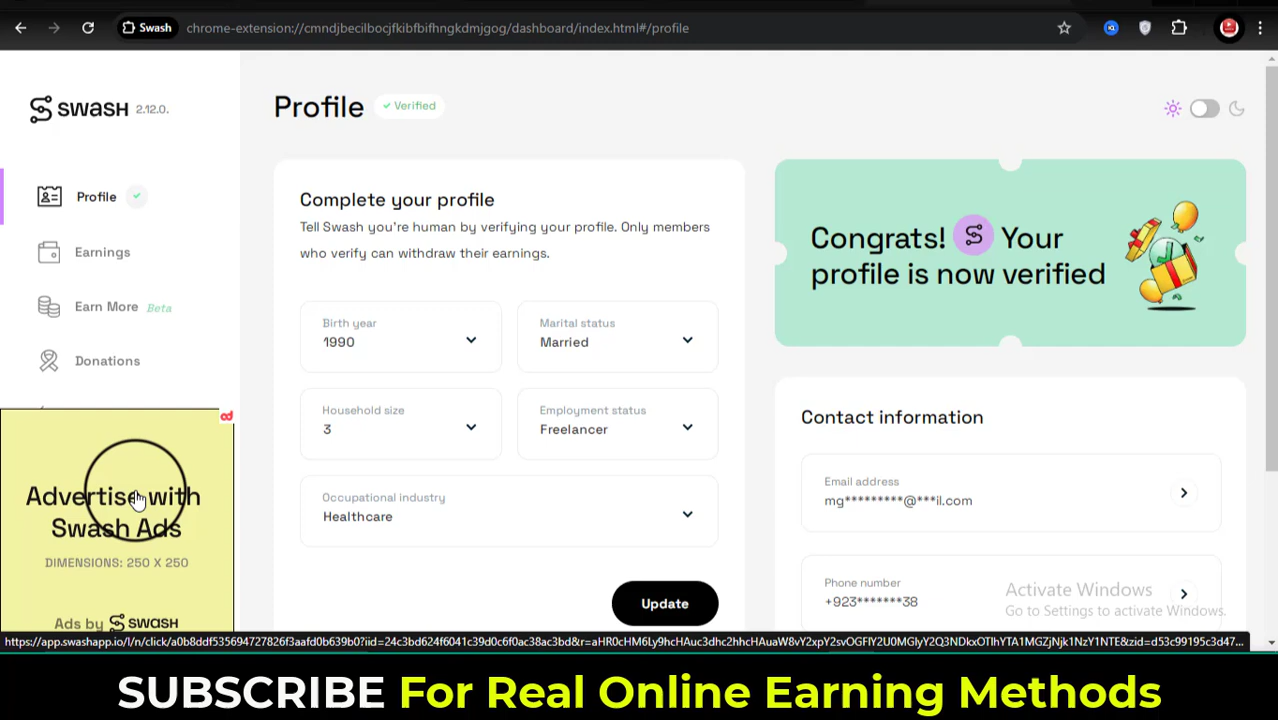 Swash
chrome-extension://cmndjbecilbocjfkibfbifhngkdmjgog/dashboard/index.html#/profile
SWASH 2.12.0.
Profile
Earnings
Earn More Beta
Donations
Advertise with
Swash Ads
DIMENSIONS: 250 X 250
Ads by SWASH
Profile Verified
Complete your profile
Tell Swash you're human by verifying your profile. Only members
who verify can withdraw their earnings.
Birth year
1990
Marital status
Married
Household size
3
Employment status
Freelancer
Occupational industry
Healthcare
Update
Congrats! Your
profile is now verified
Contact information
Email address
mg*********@***il.com
Phone number
+923*******38
Activate Windows
Go to Settings to activate Windows.
SUBSCRIBE For Real Online Earning Methods